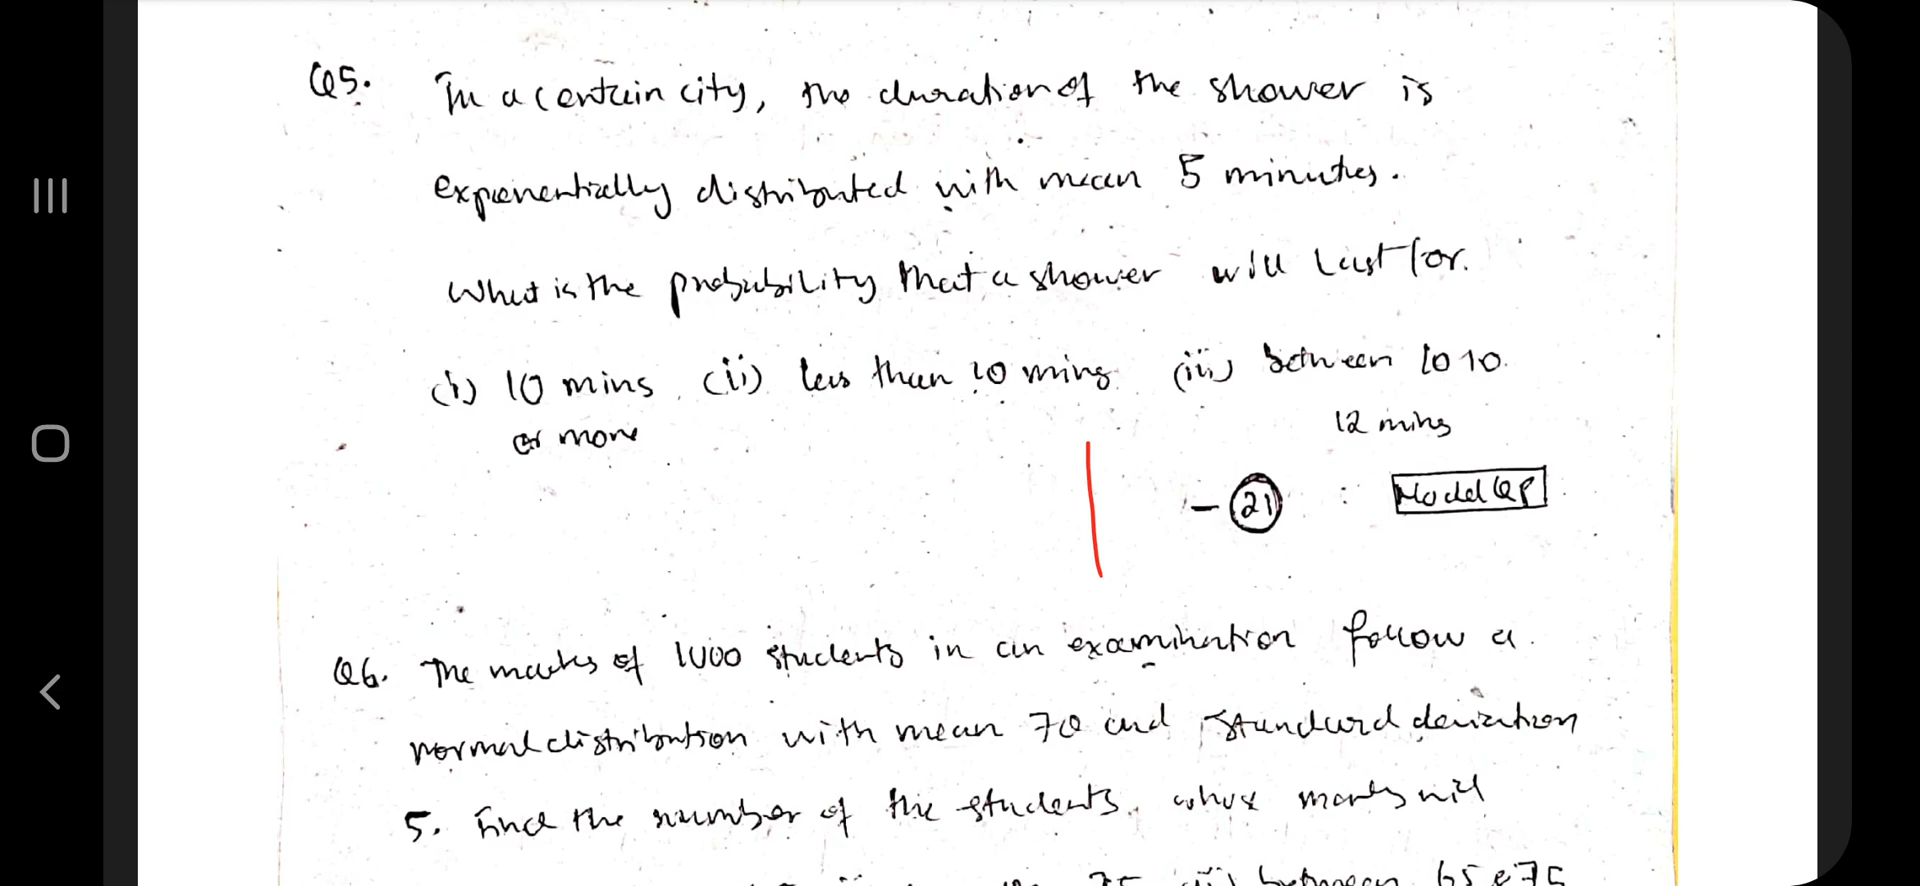 Q5. In a certain city, the duration of the shower is
exponentially distributed with mean 5 minutes.
What is the probability that a shower will last for.
(i) 10 mins (ii) less than 10 mins (iii) between 10 10.
or more
12 mins
- 21 : Model QP
Q6. The marks of 1000 students in an examination follow a
normal distribution with mean 70 and standard deviation
5. Find the number of the students. whose marks will
75 between 65 & 75